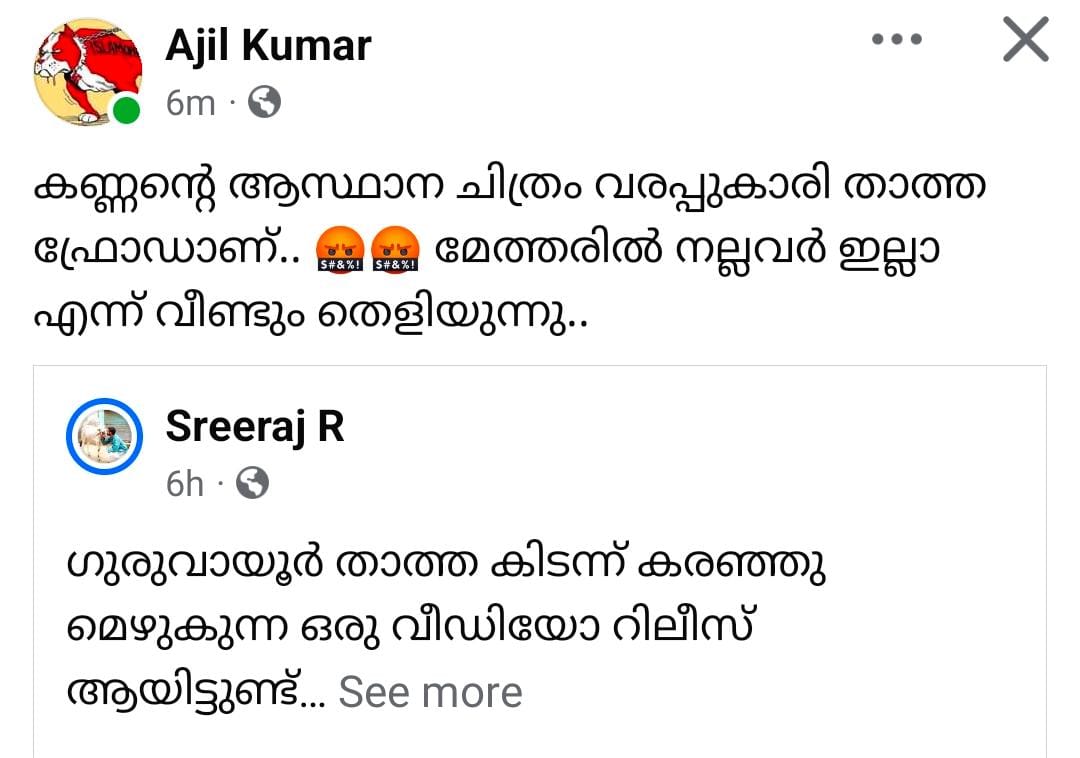 Ajil Kumar
6m ·
കണ്ണന്റെ ആസ്ഥാന ചിത്രം വരപ്പുകാരി താത്ത
ഫ്രോഡാണ്.. 🤬🤬 മേത്തരിൽ നല്ലവർ ഇല്ലാ
എന്ന് വീണ്ടും തെളിയുന്നു..
Sreeraj R
6h ·
ഗുരുവായൂർ താത്ത കിടന്ന് കരഞ്ഞു
മെഴുകുന്ന ഒരു വീഡിയോ റിലീസ്
ആയിട്ടുണ്ട്... See more